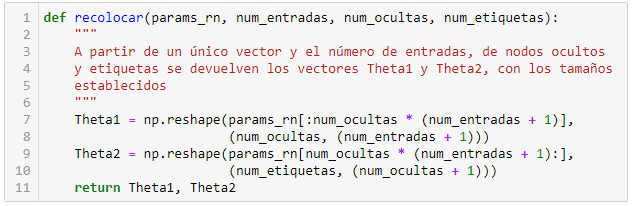 1 def recolocar(params_rn, num_entradas, num_ocultas, num_etiquetas):
2     """
3     A partir de un único vector y el número de entradas, de nodos ocultos
4     y etiquetas se devuelven los vectores Theta1 y Theta2, con los tamaños
5     establecidos
6     """
7     Theta1 = np.reshape(params_rn[:num_ocultas * (num_entradas + 1)],
8                         (num_ocultas, (num_entradas + 1)))
9     Theta2 = np.reshape(params_rn[num_ocultas * (num_entradas + 1):],
10                         (num_etiquetas, (num_ocultas + 1)))
11     return Theta1, Theta2